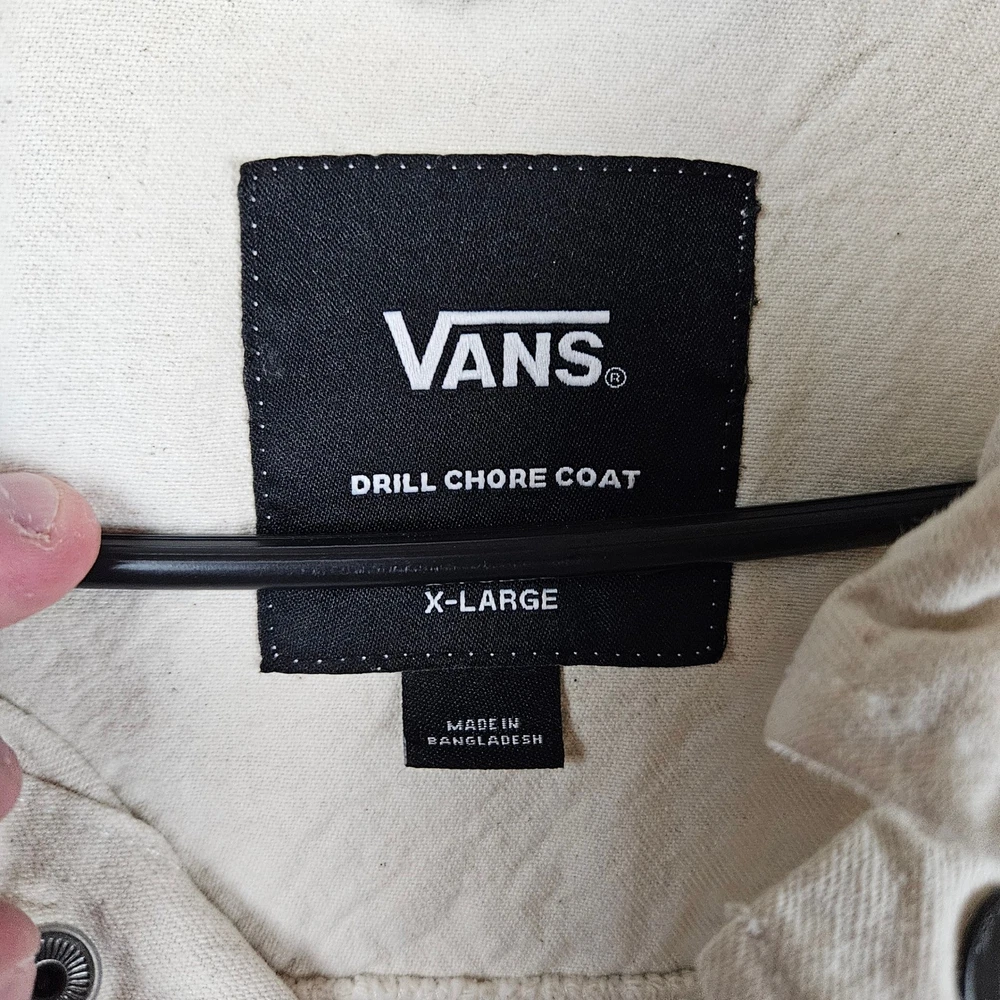 VANS®
DRILL CHORE COAT
X-LARGE
MADE IN
BANGLADESH